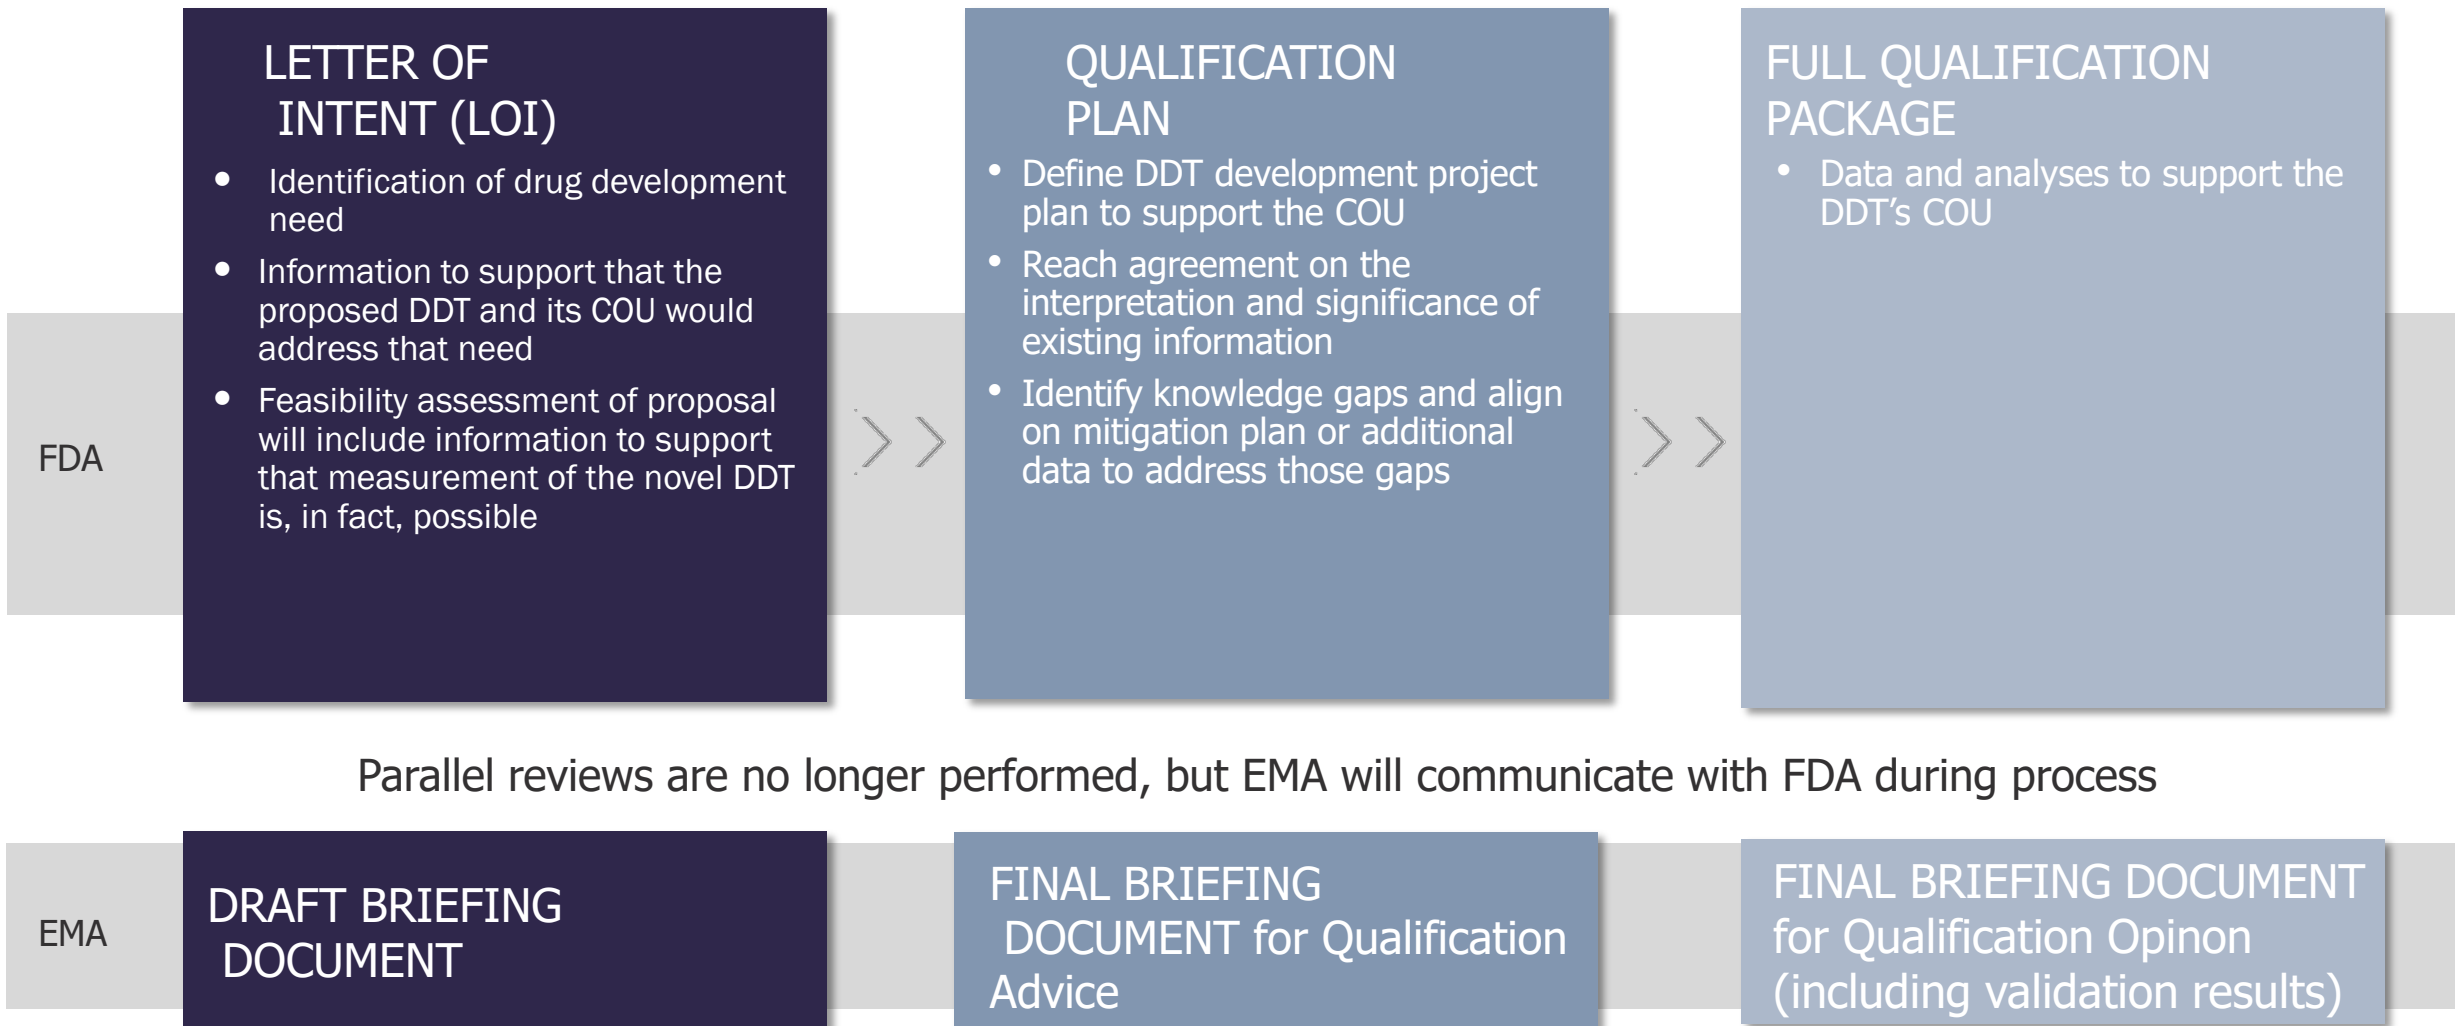 LETTER OF
INTENT (LOI)
• Identification of drug development
need
• Information to support that the
proposed DDT and its COU would
address that need
• Feasibility assessment of proposal
will include information to support
that measurement of the novel DDT
is, in fact, possible
QUALIFICATION
PLAN
• Define DDT development project
plan to support the COU
• Reach agreement on the
interpretation and significance of
existing information
• Identify knowledge gaps and align
on mitigation plan or additional
data to address those gaps
FULL QUALIFICATION
PACKAGE
• Data and analyses to support the
DDT’s COU
FDA
Parallel reviews are no longer performed, but EMA will communicate with FDA during process
EMA
DRAFT BRIEFING
DOCUMENT
FINAL BRIEFING
DOCUMENT for Qualification
Advice
FINAL BRIEFING DOCUMENT
for Qualification Opinon
(including validation results)